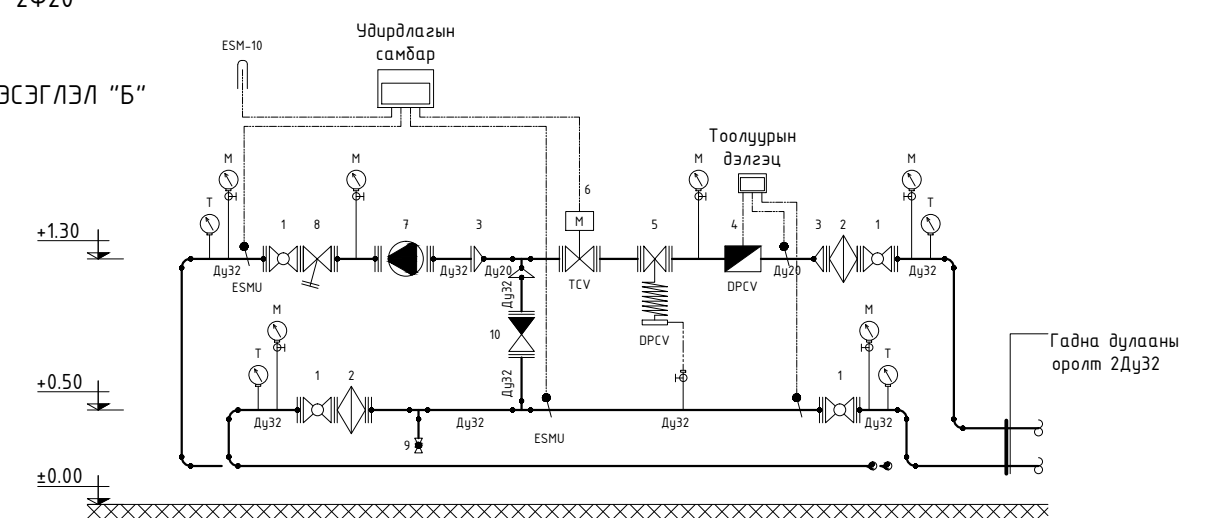 2Ф20
ЭСЭГЛЭЛ "Б"
ESM-10
Удирдлагын
самбар
Тоолуурын
дэлгэц
M
M
M
M
6
T
T
M
1
8
7
3
5
4
3
2
1
+1.30
Ду32
ESMU
Ду32
Ду20
TCV
DPCV
Ду20
Ду32
Ду32
M
10
DPCV
M
T
1
2
1
T
Гадна дулааны
оролт 2Ду32
+0.50
Ду32
Ду32
Ду32
ESMU
Ду32
Ду32
9
±0.00